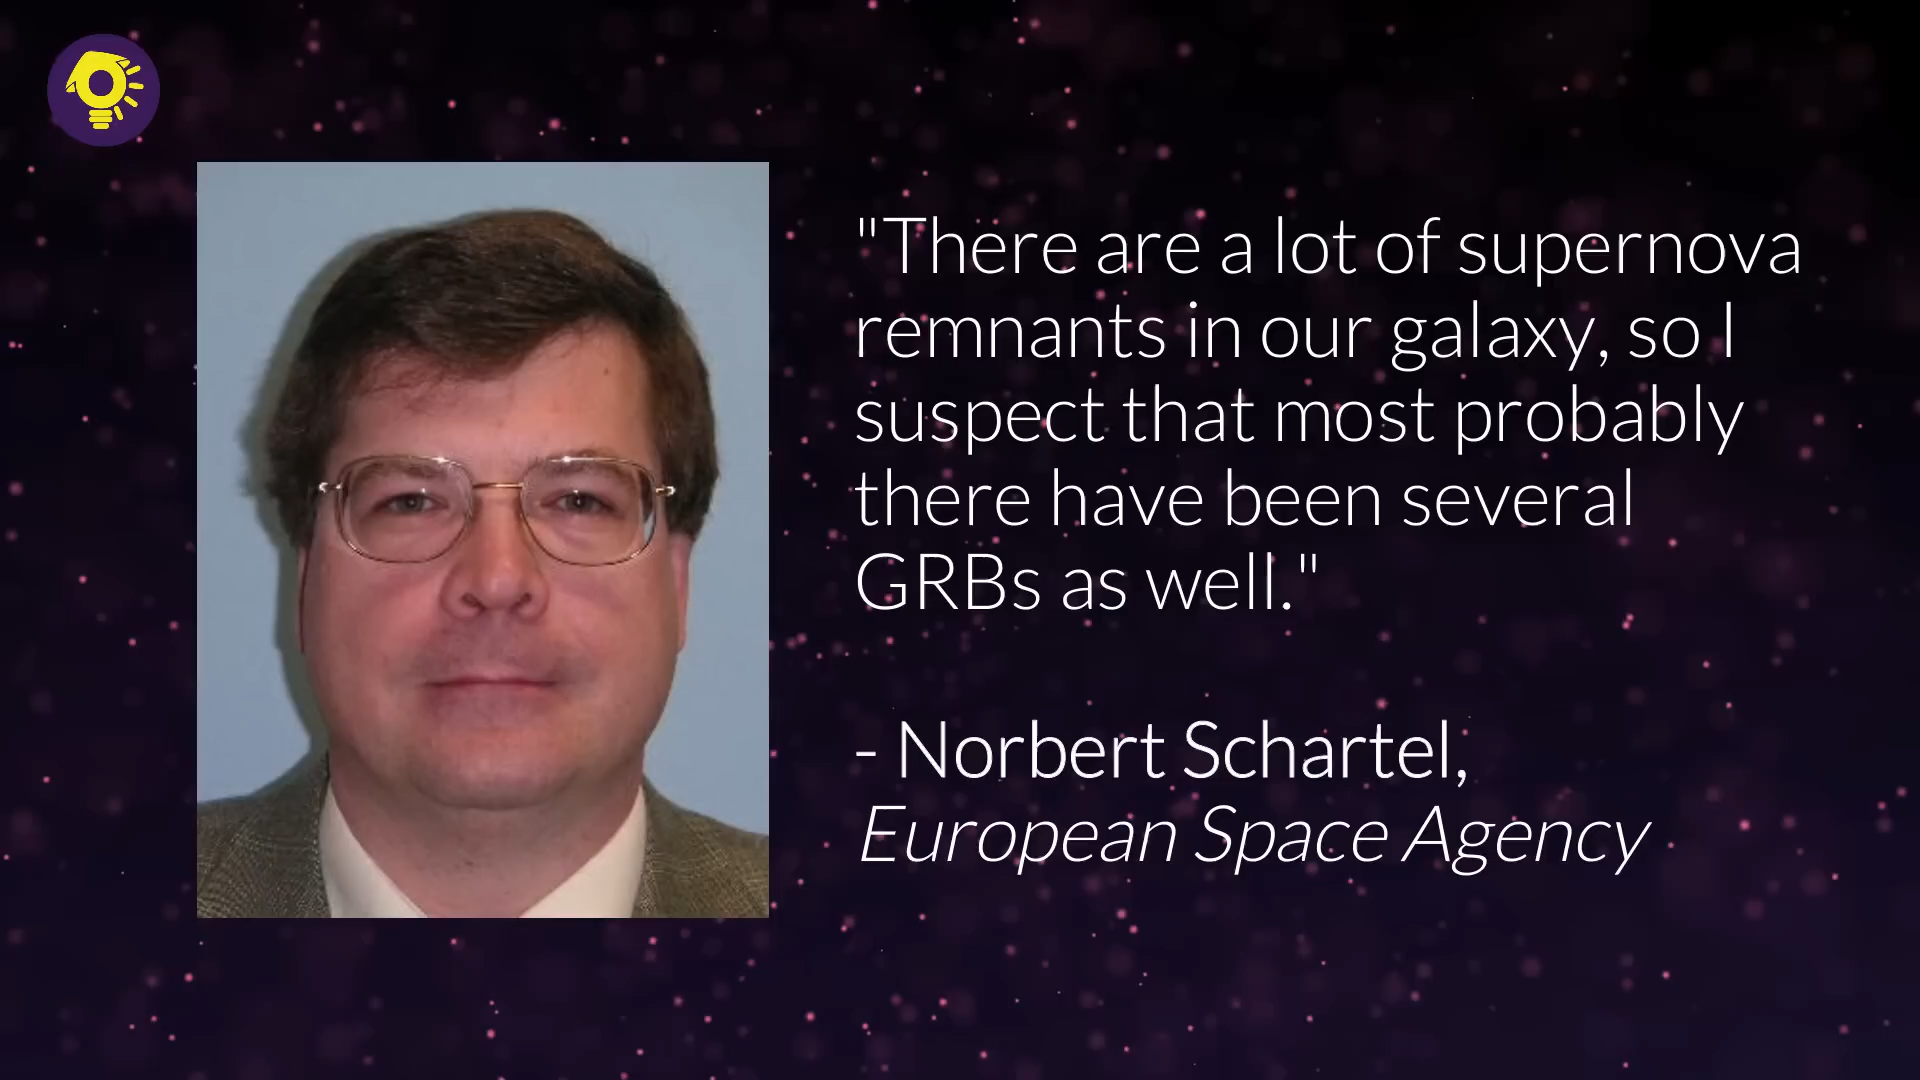 "There are a lot of supernova
remnants in our galaxy, so I
suspect that most probably
there have been several
GRBs as well."
- Norbert Schartel,
European Space Agency